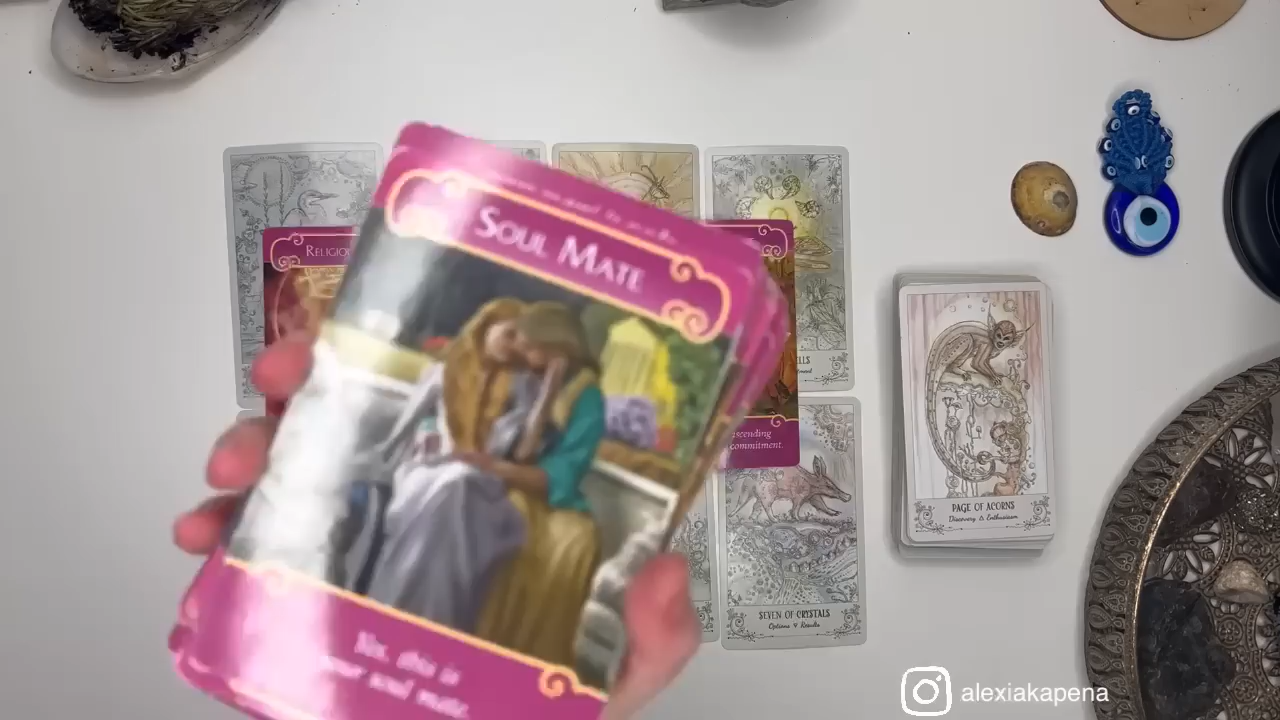 SOUL MATE
Yes, this is
your soul mate.
RELIGIO
ELLS
ascending
commitment.
PAGE OF ACORNS
Discovery & Enthusiasm
SEVEN OF CRYSTALS
Options & Results
alexiakapena